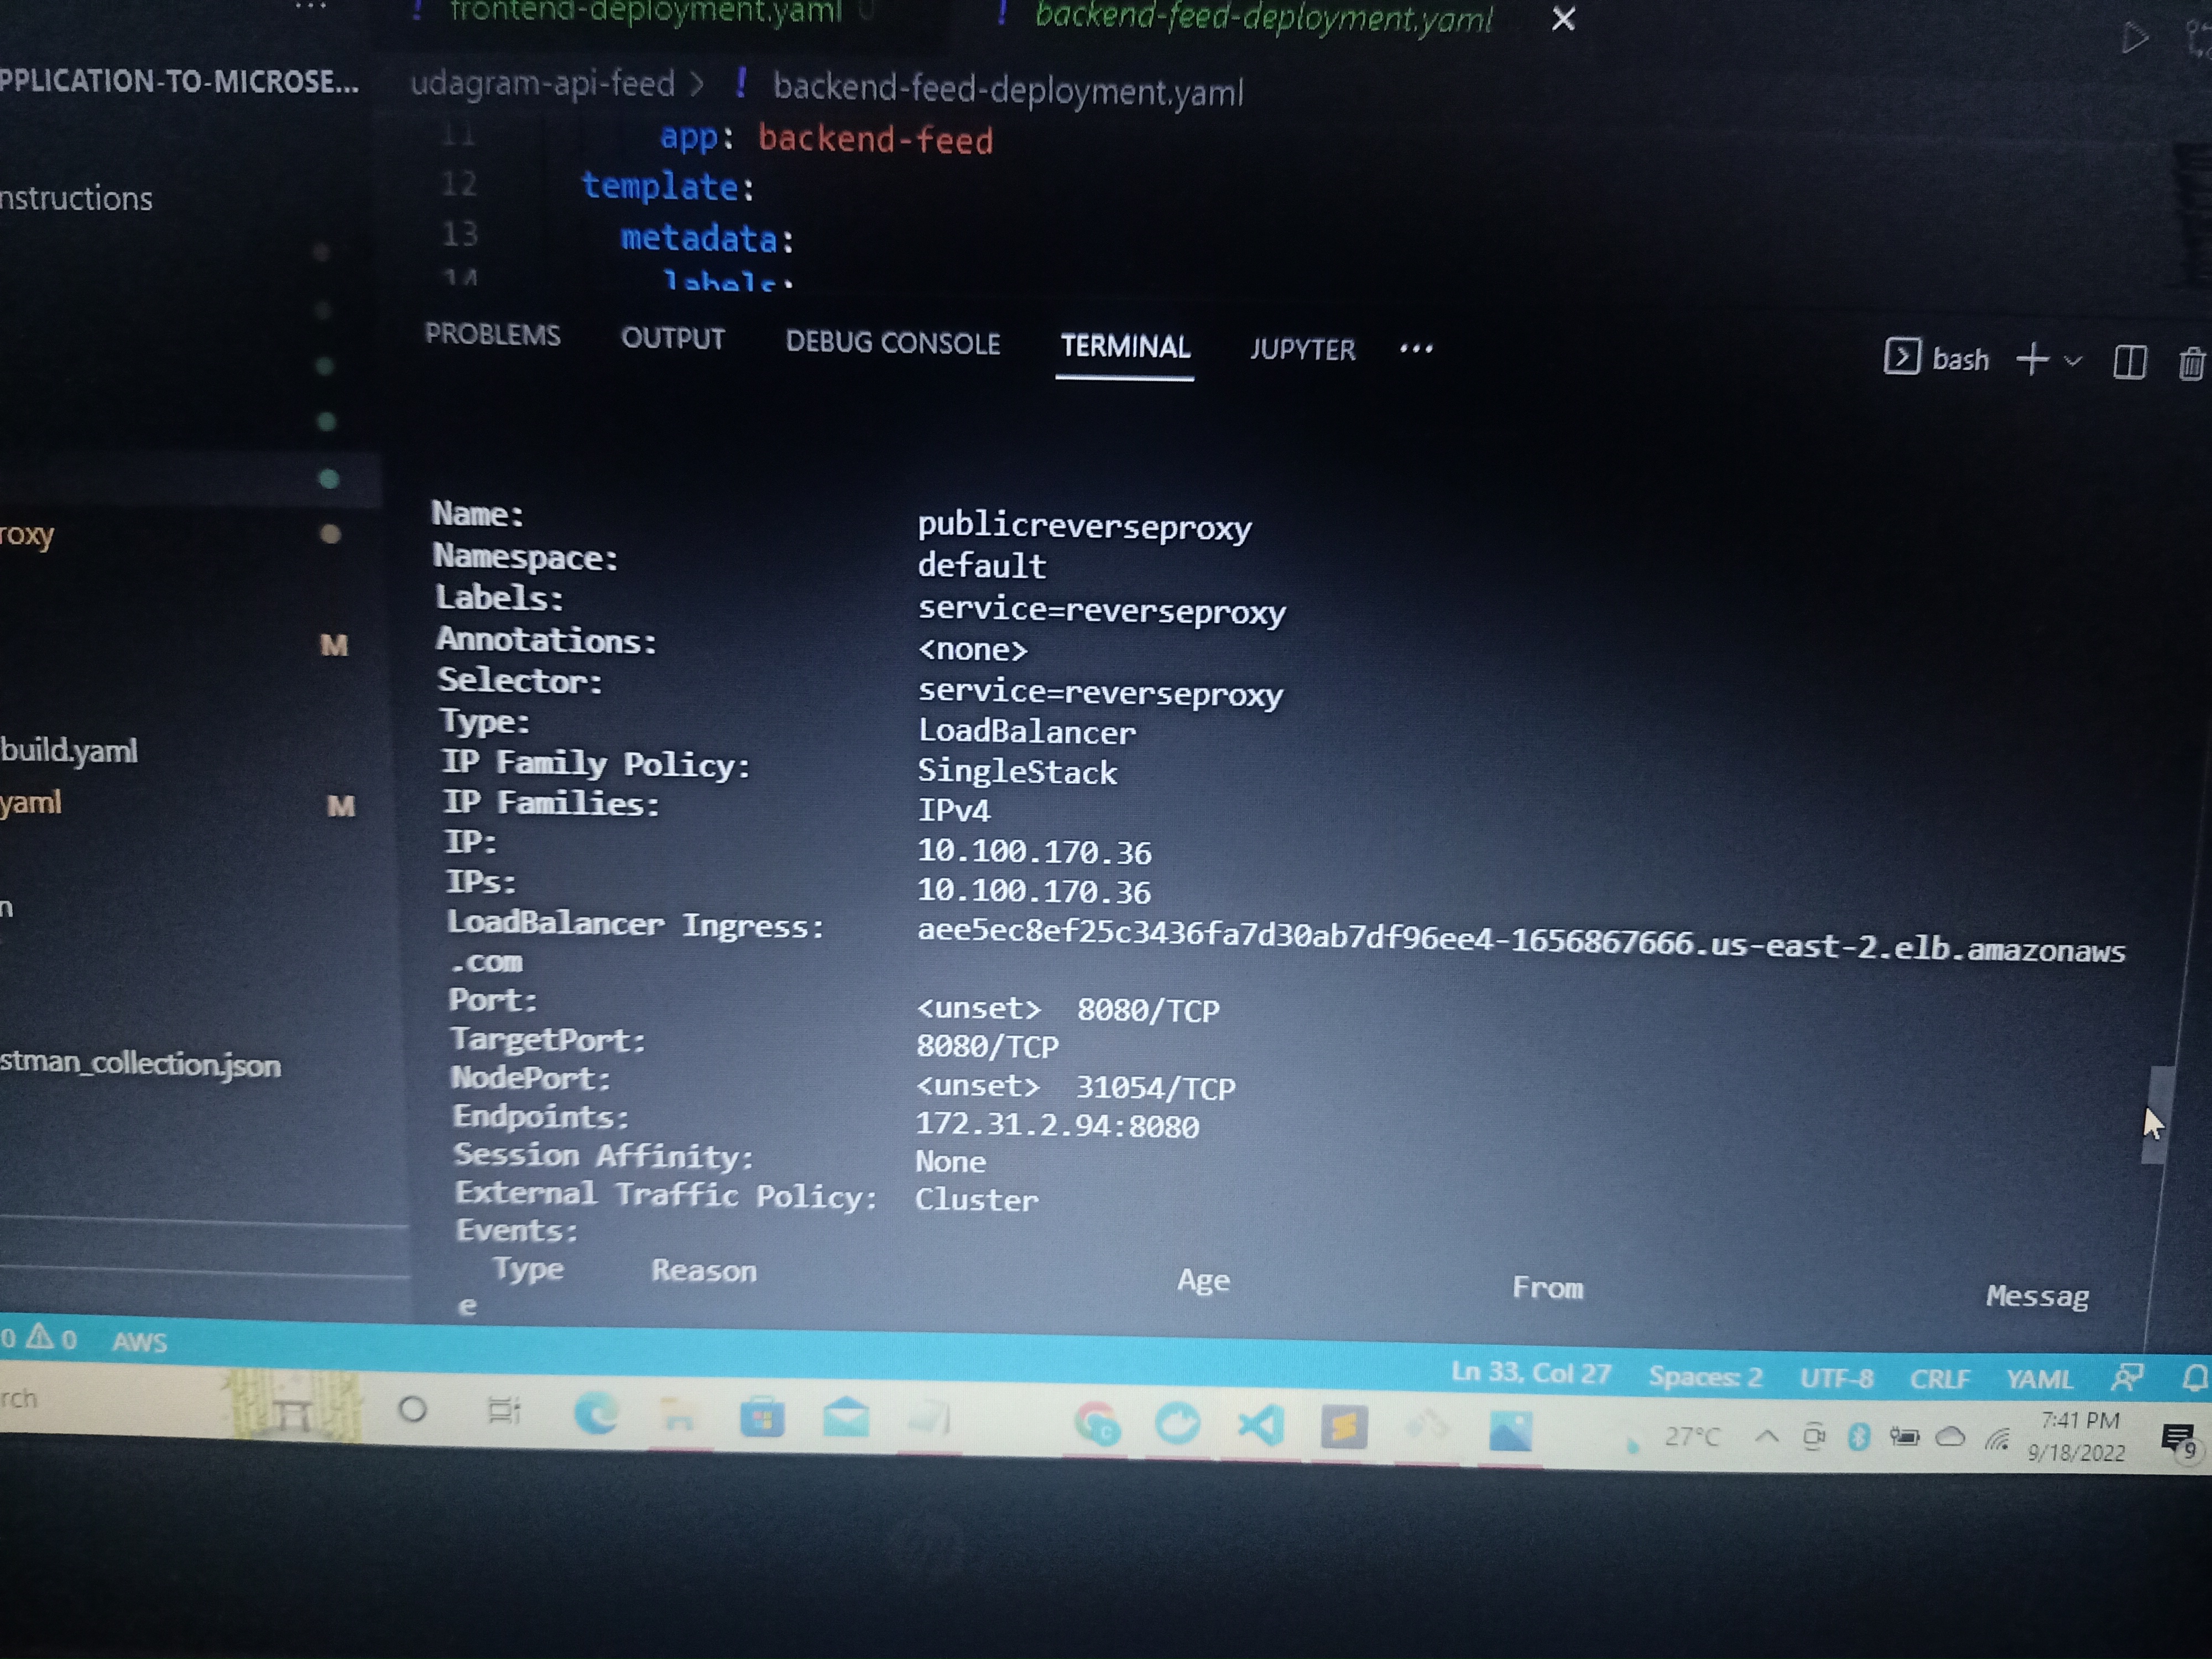 frontend-deployment.yaml U
! backend-feed-deployment.yaml
PPLICATION-TO-MICROSE...
udagram-api-feed > ! backend-feed-deployment.yaml
11 app: backend-feed
12 template:
13 metadata:
14 labels:
nstructions
PROBLEMS OUTPUT DEBUG CONSOLE TERMINAL JUPYTER ...
bash
roxy
M
build.yaml
yaml M
n
stman_collection.json
Name: publicreverseproxy
Namespace: default
Labels: service=reverseproxy
Annotations: <none>
Selector: service=reverseproxy
Type: LoadBalancer
IP Family Policy: SingleStack
IP Families: IPv4
IP: 10.100.170.36
IPs: 10.100.170.36
LoadBalancer Ingress: aee5ec8ef25c3436fa7d30ab7df96ee4-1656867666.us-east-2.elb.amazonaws
.com
Port: <unset> 8080/TCP
TargetPort: 8080/TCP
NodePort: <unset> 31054/TCP
Endpoints: 172.31.2.94:8080
Session Affinity: None
External Traffic Policy: Cluster
Events:
Type Reason Age From Messag
e
0 0 AWS
Ln 33, Col 27 Spaces: 2 UTF-8 CRLF YAML
rch
27°C
7:41 PM
9/18/2022
9